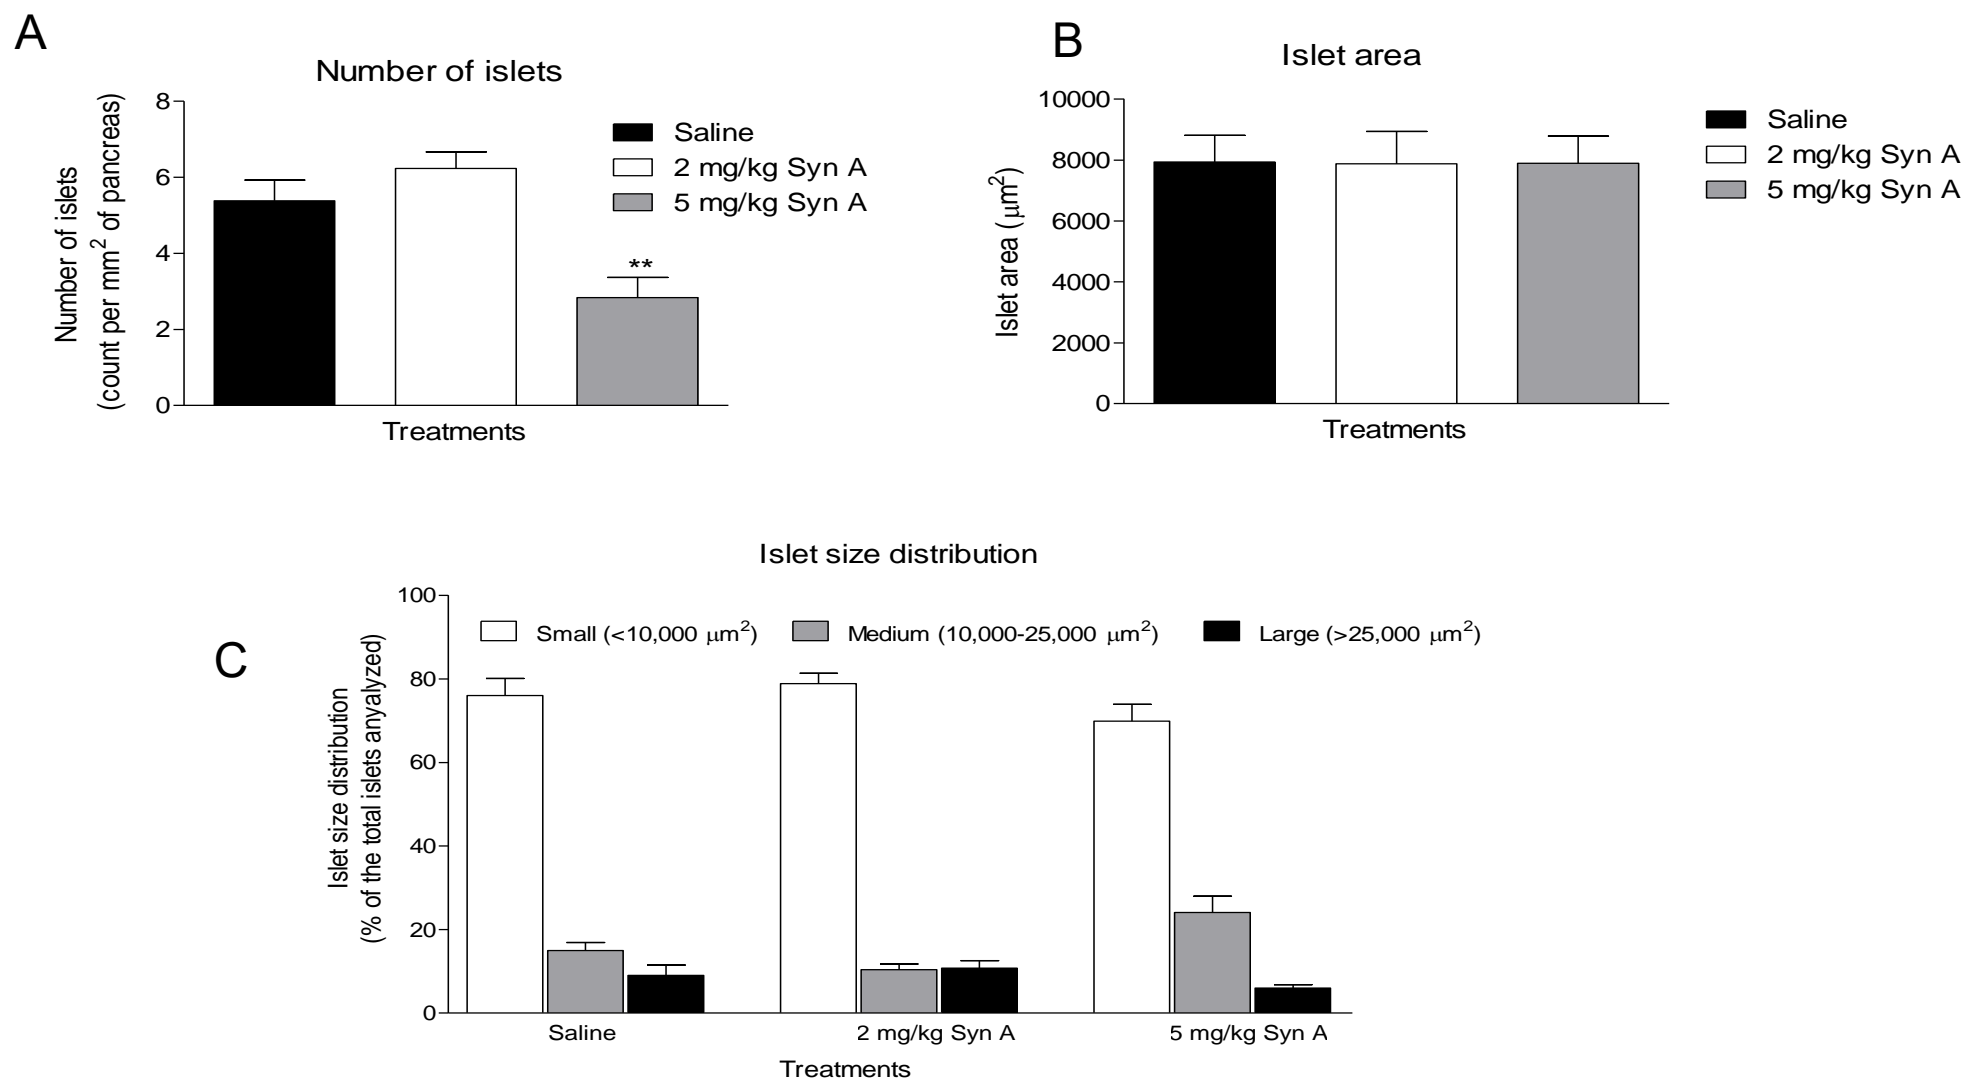 A
Number of islets
Number of islets
(count per mm² of pancreas)
8
6
4
2
0
**
Saline
2 mg/kg Syn A
5 mg/kg Syn A
Treatments
B
Islet area
Islet area (μm²)
10000
8000
6000
4000
2000
0
Saline
2 mg/kg Syn A
5 mg/kg Syn A
Treatments
C
Islet size distribution
Islet size distribution
(% of the total islets anyalyzed)
100
80
60
40
20
0
Small (<10,000 μm²)
Medium (10,000-25,000 μm²)
Large (>25,000 μm²)
Saline
2 mg/kg Syn A
5 mg/kg Syn A
Treatments